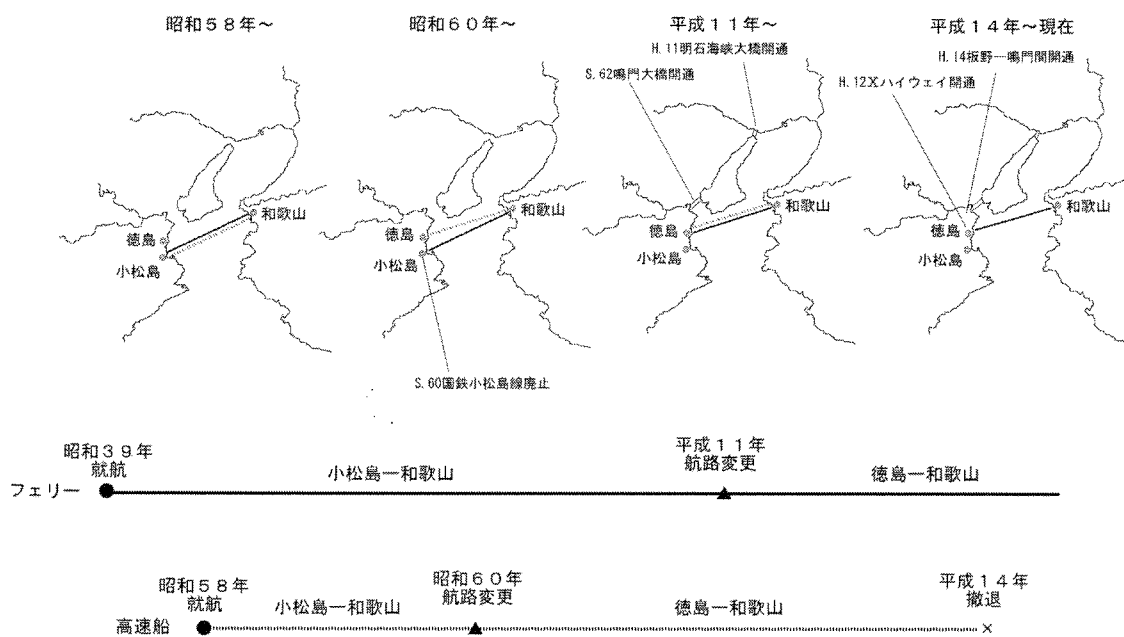 昭和58年～
昭和60年～
平成11年～
平成14年～現在
H.11明石海峡大橋開通
S.62鳴門大橋開通
H.14板野―鳴門間開通
H.12Xハイウェイ開通
和歌山
徳島
小松島
和歌山
徳島
小松島
和歌山
徳島
小松島
和歌山
徳島
小松島
S.60国鉄小松島線廃止
昭和39年
就航
小松島―和歌山
平成11年
航路変更
徳島―和歌山
フェリー
昭和58年
就航
小松島―和歌山
昭和60年
航路変更
徳島―和歌山
平成14年
撤退
高速船